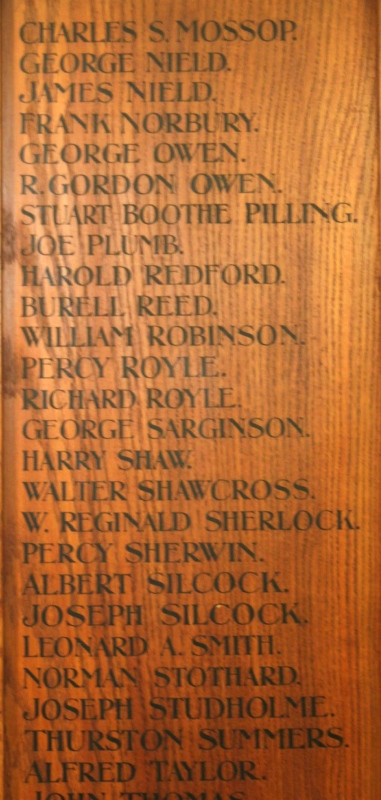 CHARLES S. MOSSOP.
GEORGE NIELD.
JAMES NIELD.
FRANK NORBURY.
GEORGE OWEN.
R. GORDON OWEN.
STUART BOOTHE PILLING.
JOE PLUMB.
HAROLD REDFORD.
BURELL REED.
WILLIAM ROBINSON.
PERCY ROYLE.
RICHARD ROYLE.
GEORGE SARGINSON.
HARRY SHAW.
WALTER SHAWCROSS.
W. REGINALD SHERLOCK.
PERCY SHERWIN.
ALBERT SILCOCK.
JOSEPH SILCOCK.
LEONARD A. SMITH.
NORMAN STOTHARD.
JOSEPH STUDHOLME.
THURSTON SUMMERS.
ALFRED TAYLOR.
JOHN THOMAS